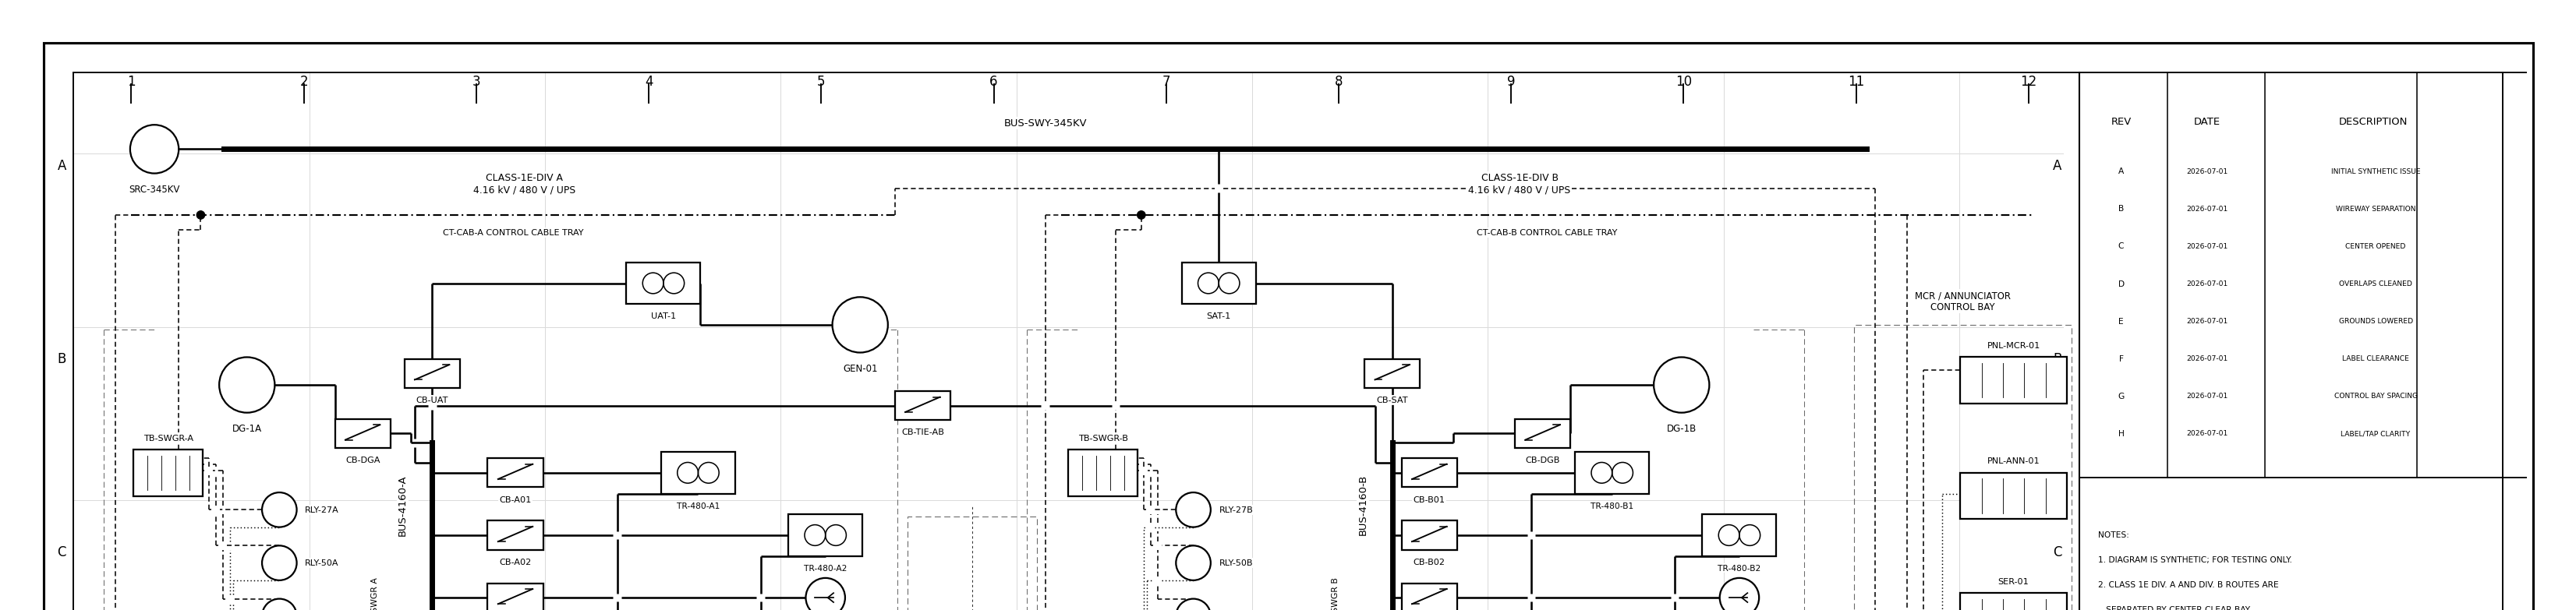 1 2 3 4 5 6 7 8 9 10 11 12
BUS-SWY-345KV
SRC-345KV
A
A
CLASS-1E-DIV A
4.16 kV / 480 V / UPS
CLASS-1E-DIV B
4.16 kV / 480 V / UPS
CT-CAB-A CONTROL CABLE TRAY
CT-CAB-B CONTROL CABLE TRAY
UAT-1
SAT-1
GEN-01
MCR / ANNUNCIATOR
CONTROL BAY
B
PNL-MCR-01
CB-UAT
CB-SAT
DG-1A
CB-TIE-AB
DG-1B
TB-SWGR-A
CB-DGA
TB-SWGR-B
CB-DGB
PNL-ANN-01
BUS-4160-A
CB-A01
TR-480-A1
RLY-27A
BUS-4160-B
CB-B01
TR-480-B1
RLY-27B
C
C
CB-A02
TR-480-A2
RLY-50A
CB-B02
TR-480-B2
RLY-50B
SWGR A
SWGR B
SER-01
REV DATE DESCRIPTION
A 2026-07-01 INITIAL SYNTHETIC ISSUE
B 2026-07-01 WIREWAY SEPARATION
C 2026-07-01 CENTER OPENED
D 2026-07-01 OVERLAPS CLEANED
E 2026-07-01 GROUNDS LOWERED
F 2026-07-01 LABEL CLEARANCE
G 2026-07-01 CONTROL BAY SPACING
H 2026-07-01 LABEL/TAP CLARITY
NOTES:
1. DIAGRAM IS SYNTHETIC; FOR TESTING ONLY.
2. CLASS 1E DIV. A AND DIV. B ROUTES ARE
SEPARATED BY CENTER CLEAR BAY